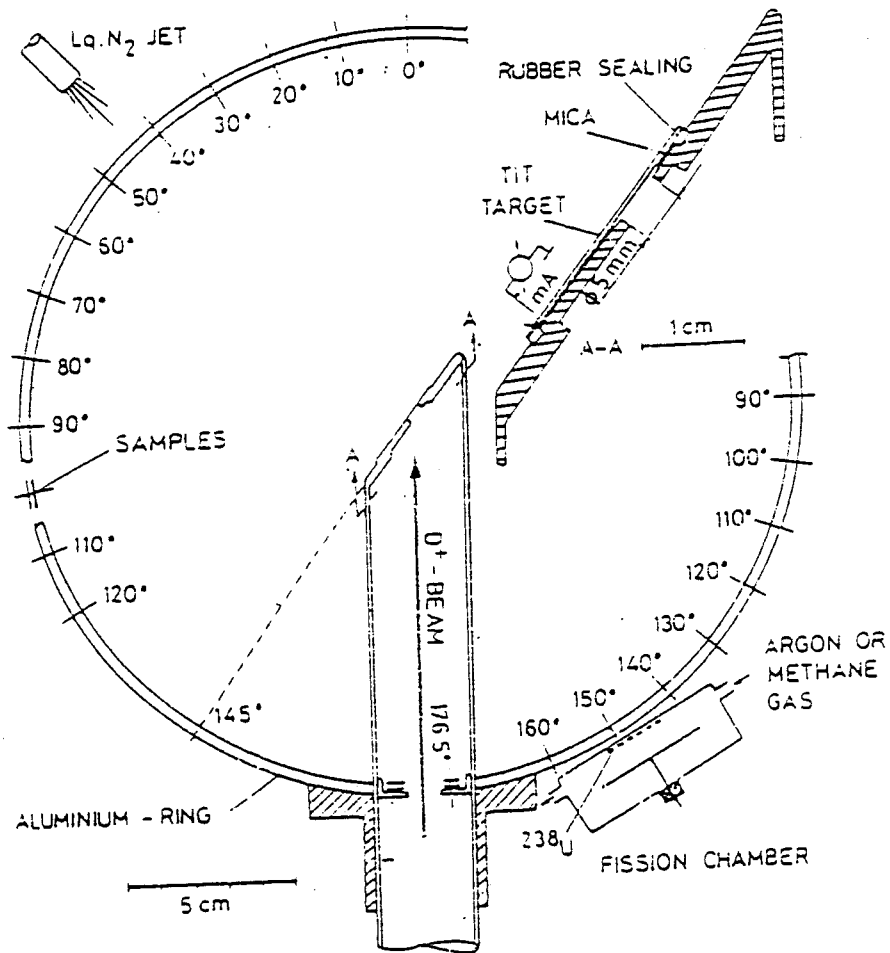 Lq.N₂ JET
0°
10°
20°
30°
40°
50°
60°
70°
80°
90°
SAMPLES
110°
120°
145°
ALUMINIUM - RING
5 cm
RUBBER SEALING
MICA
TiT
TARGET
mA
φ 5 mm
A-A
1 cm
A
A
D⁺-BEAM
176.5°
90°
100°
110°
120°
130°
140°
150°
160°
ARGON OR
METHANE
GAS
²³⁸U
FISSION CHAMBER